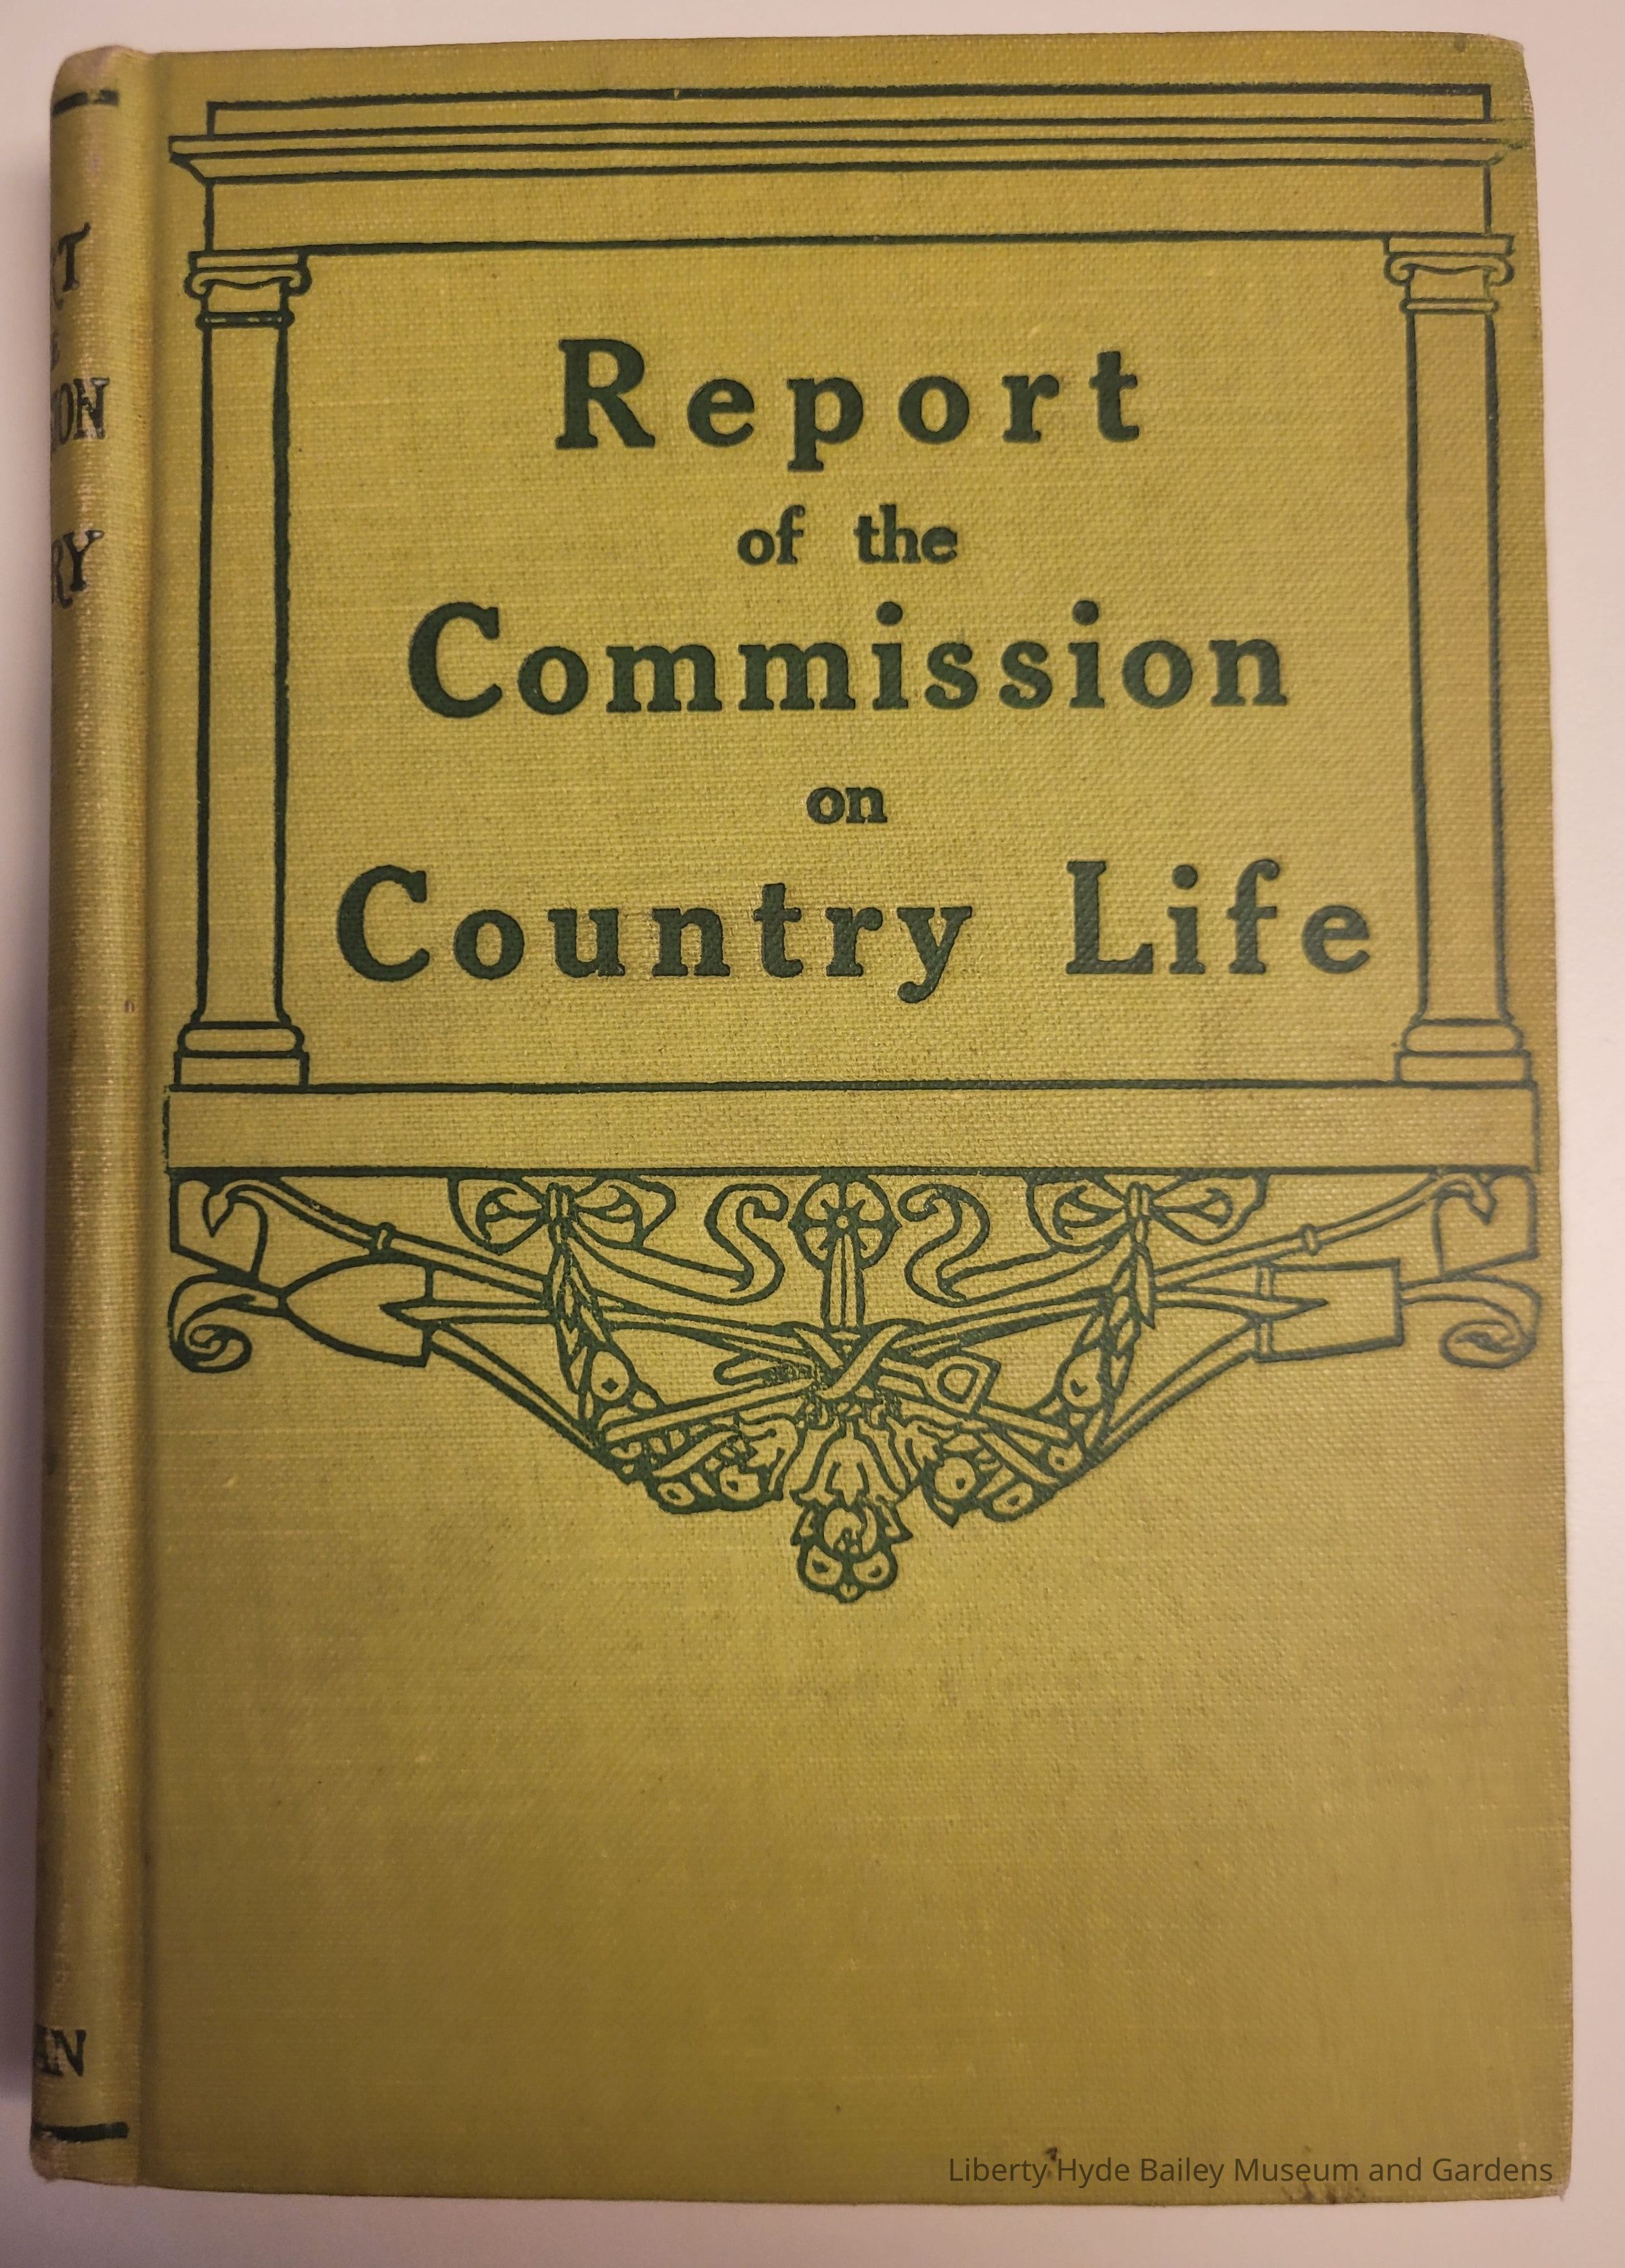 Report
of the
Commission
on
Country Life
Liberty Hyde Bailey Museum and Gardens